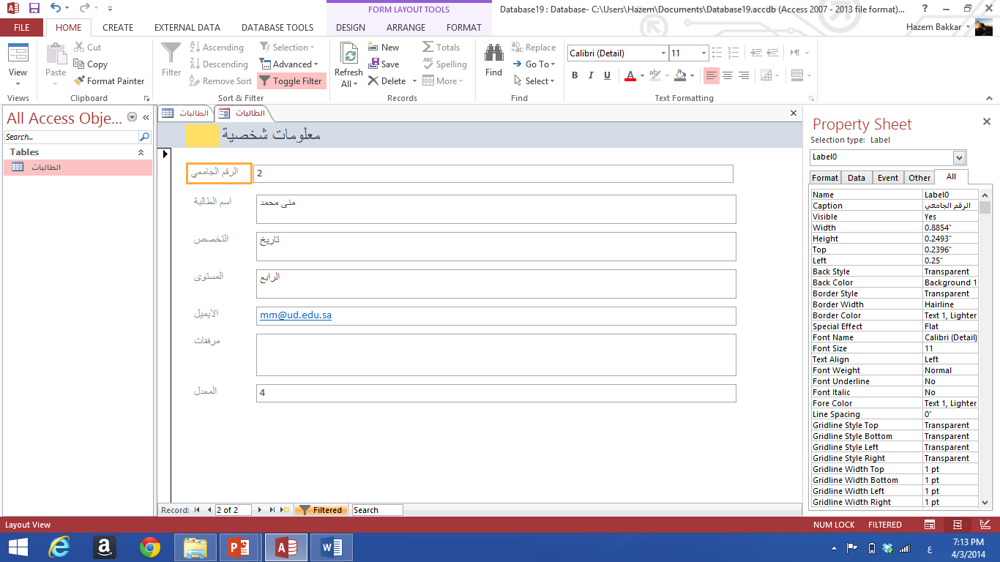 FORM LAYOUT TOOLS
Database19 : Database- C:\Users\Hazem\Documents\Database19.accdb (Access 2007 - 2013 file format)...
FILE HOME CREATE EXTERNAL DATA DATABASE TOOLS DESIGN ARRANGE FORMAT Hazem Bakkar
View
Views
Paste
Cut
Copy
Format Painter
Clipboard
Filter
Ascending
Descending
Remove Sort
Selection
Advanced
Toggle Filter
Sort & Filter
Refresh
All
New
Save
Delete
Totals
Spelling
More
Records
Find
Replace
Go To
Select
Find
Calibri (Detail) 11
B I U A
Text Formatting
All Access Obje...
Search...
Tables
الطالبات
الطالبات
الطالبات
معلومات شخصية
الرقم الجامعي 2
اسم الطالبة منى محمد
التخصص تاريخ
المستوى الرابع
الايميل mm@ud.edu.sa
مرفقات
المعدل 4
Record: 2 of 2 Filtered Search
Property Sheet
Selection type: Label
Label0
Format Data Event Other All
Name Label0
Caption الرقم الجامعي
Visible Yes
Width 0.8854"
Height 0.2493"
Top 0.2396"
Left 0.25"
Back Style Transparent
Back Color Background 1
Border Style Transparent
Border Width Hairline
Border Color Text 1, Lighter
Special Effect Flat
Font Name Calibri (Detail)
Font Size 11
Text Align Left
Font Weight Normal
Font Underline No
Font Italic No
Fore Color Text 1, Lighter
Line Spacing 0"
Gridline Style Top Transparent
Gridline Style Bottom Transparent
Gridline Style Left Transparent
Gridline Style Right Transparent
Gridline Width Top 1 pt
Gridline Width Bottom 1 pt
Gridline Width Left 1 pt
Gridline Width Right 1 pt
Layout View NUM LOCK FILTERED
ع
7:13 PM
4/3/2014